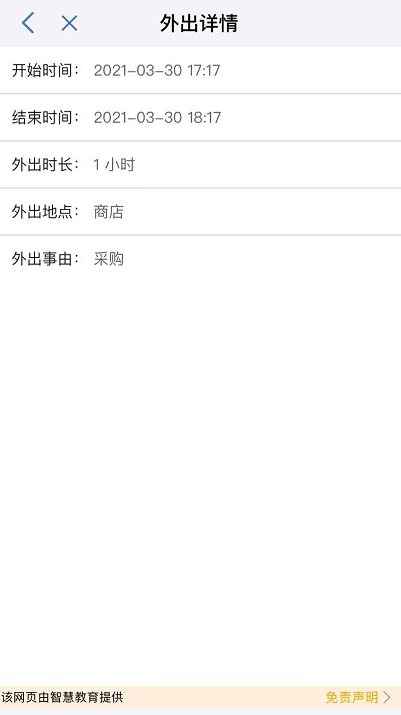 外出详情
开始时间： 2021-03-30 17:17
结束时间： 2021-03-30 18:17
外出时长： 1 小时
外出地点： 商店
外出事由： 采购
该网页由智慧教育提供 免责声明